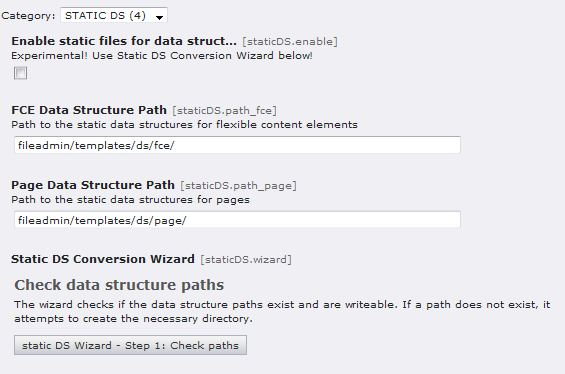 Category: STATIC DS (4)
Enable static files for data struct... [staticDS.enable]
Experimental! Use Static DS Conversion Wizard below!
FCE Data Structure Path [staticDS.path_fce]
Path to the static data structures for flexible content elements
fileadmin/templates/ds/fce/
Page Data Structure Path [staticDS.path_page]
Path to the static data structures for pages
fileadmin/templates/ds/page/
Static DS Conversion Wizard [staticDS.wizard]
Check data structure paths
The wizard checks if the data structure paths exist and are writeable. If a path does not exist, it
attempts to create the necessary directory.
static DS Wizard - Step 1: Check paths